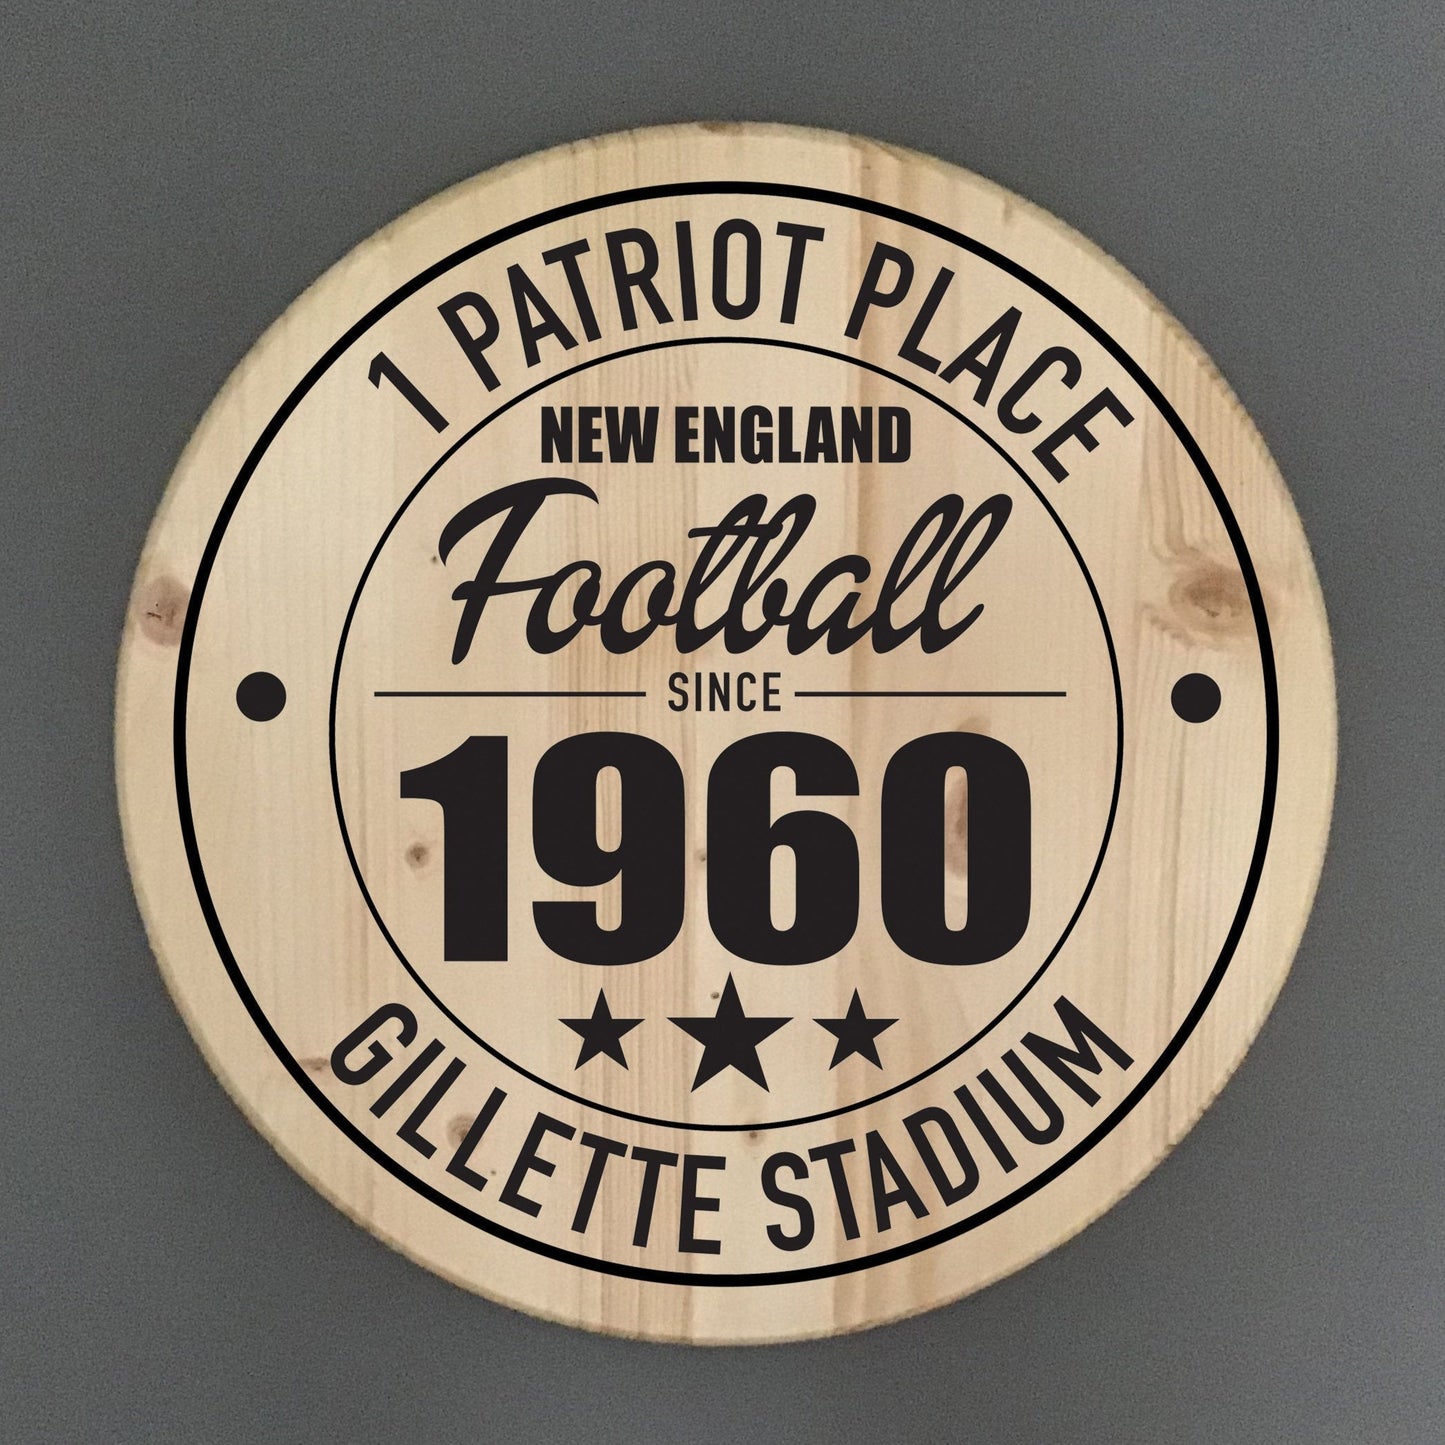 1 PATRIOT PLACE
NEW ENGLAND
Football
SINCE
1960
GILLETTE STADIUM